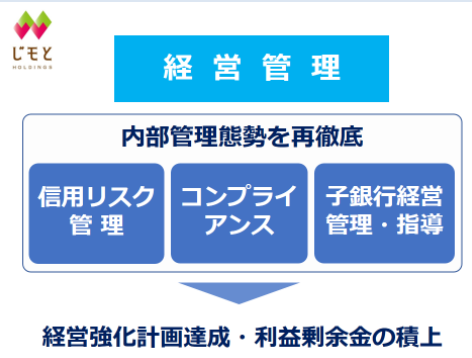 じモと
HOLDINGS
経営管理
内部管理態勢を再徹底
信用リスク
管理
コンプライ
アンス
子銀行経営
管理・指導
経営強化計画達成・利益剰余金の積上